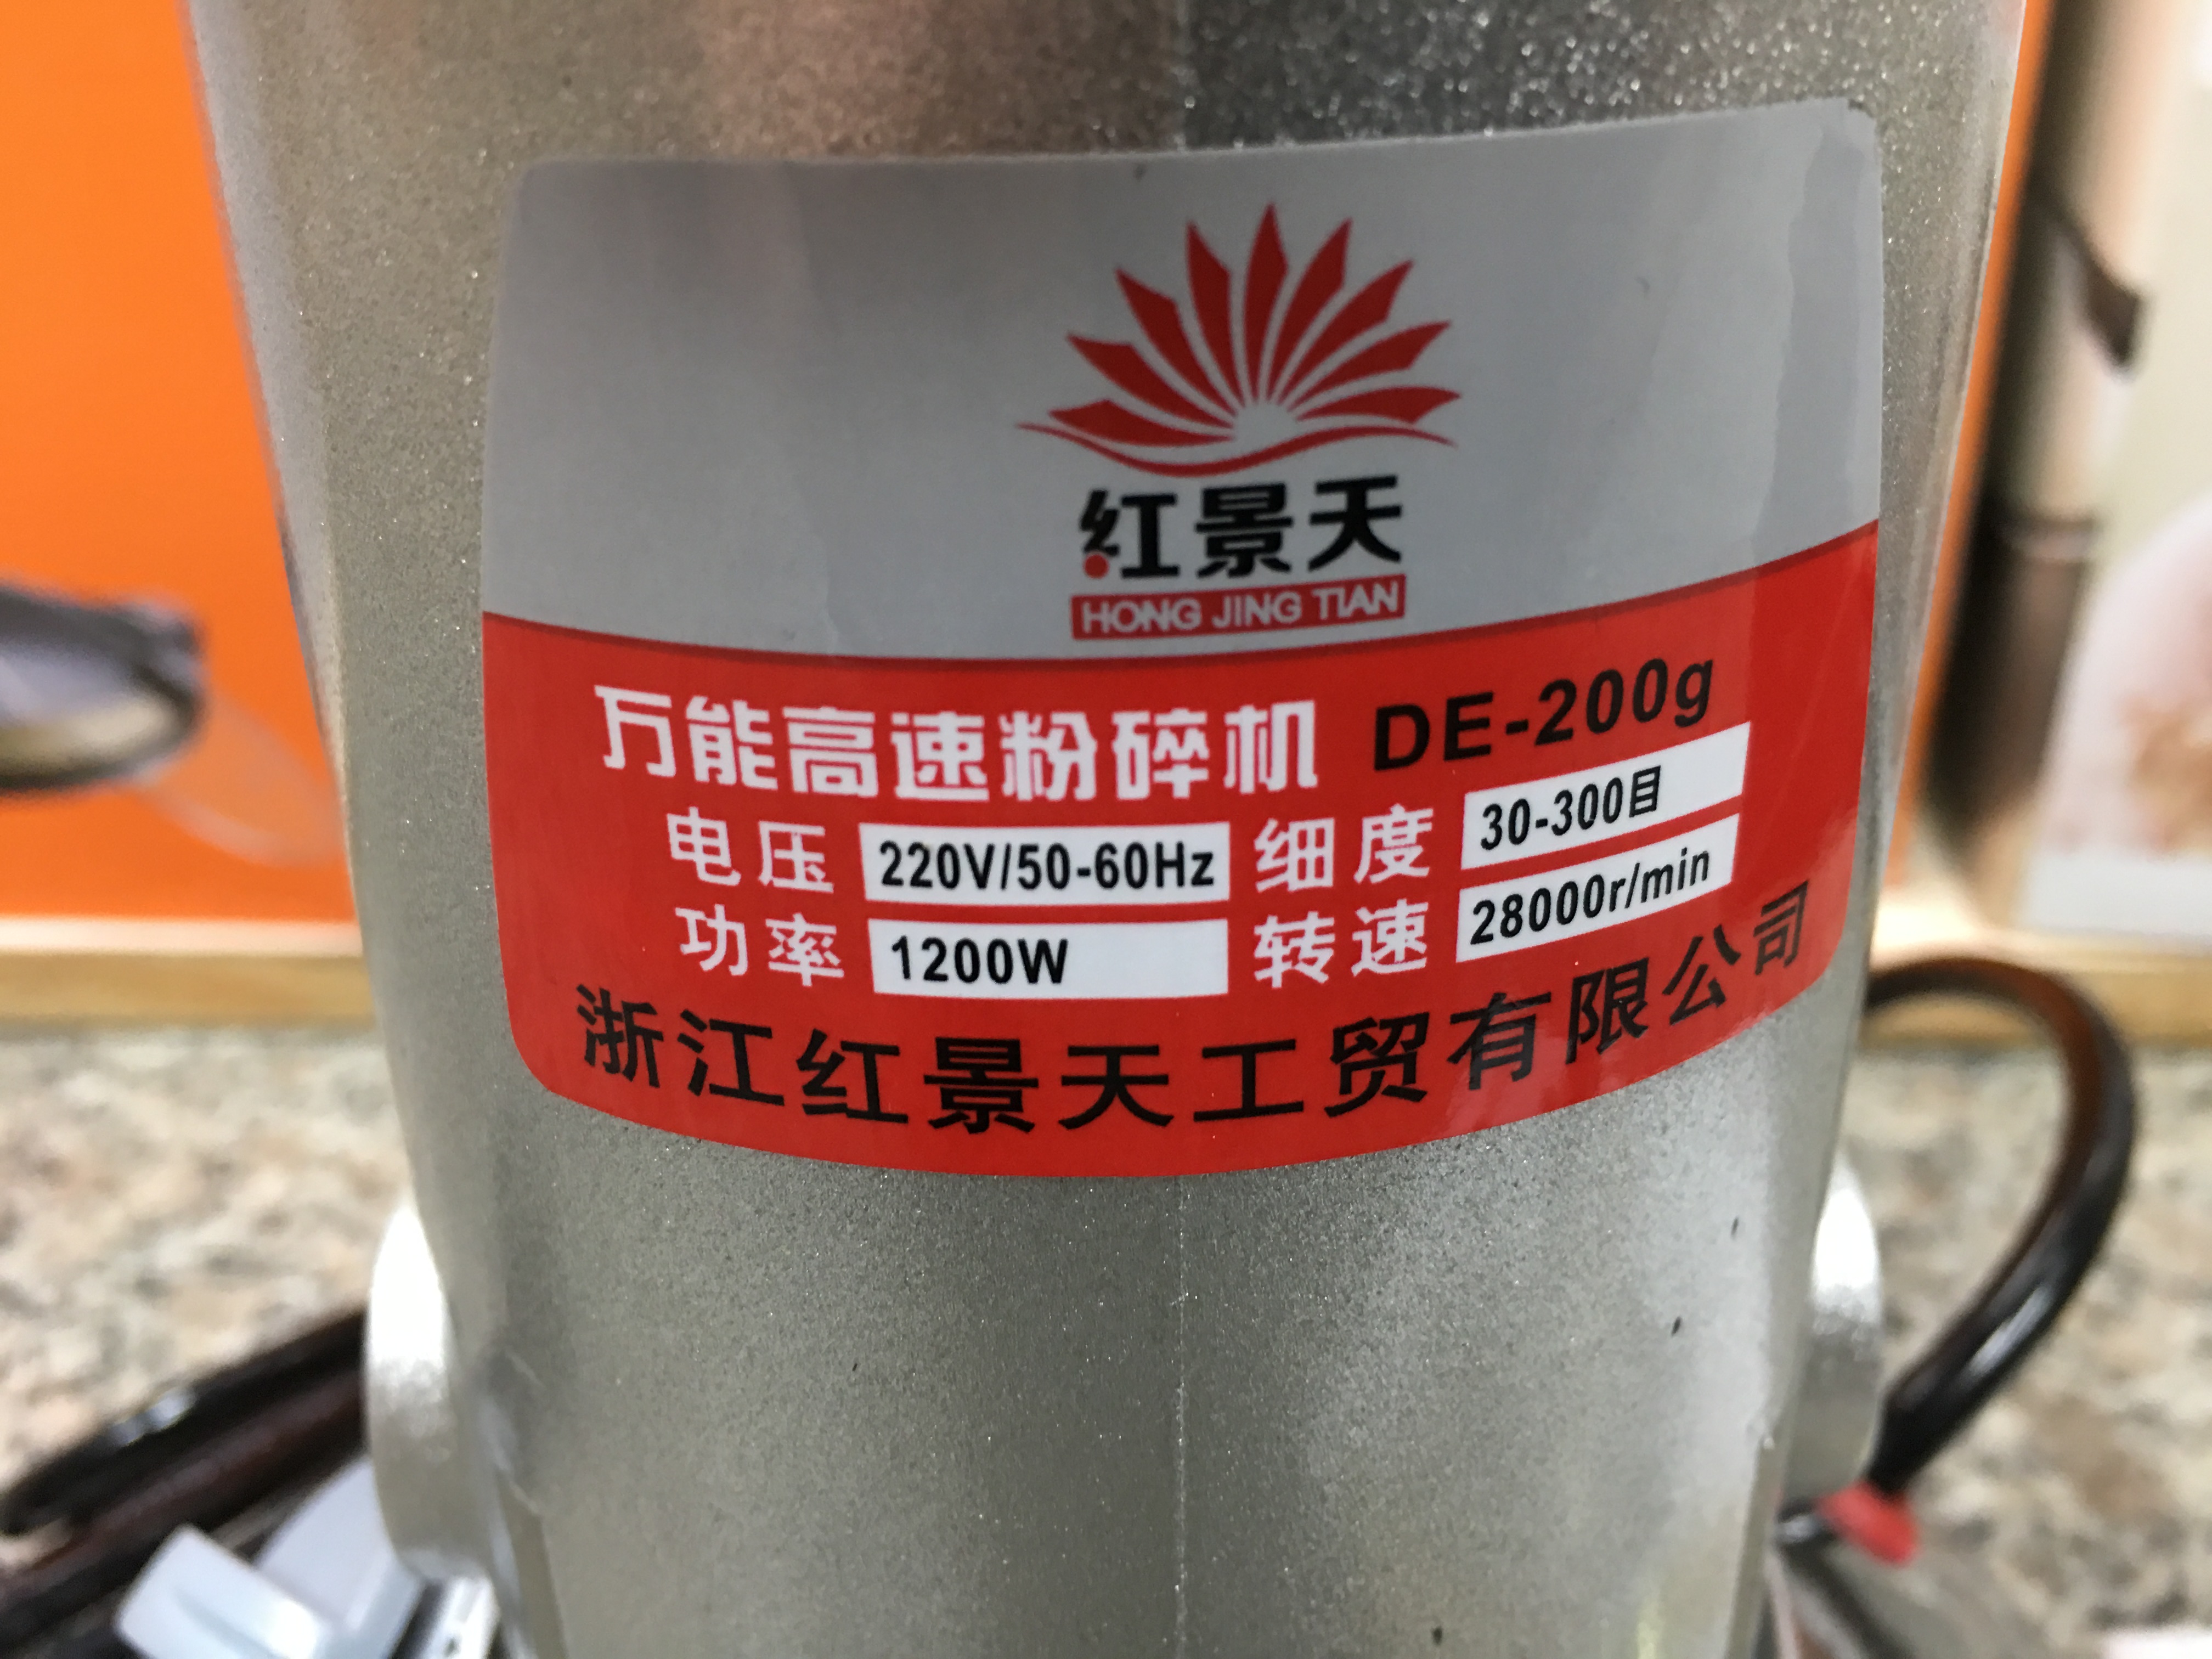 红景天
HONG JING TIAN
万能高速粉碎机 DE-200g
电压 220V/50-60Hz 细度 30-300目
功率 1200W 转速 28000r/min
浙江红景天工贸有限公司